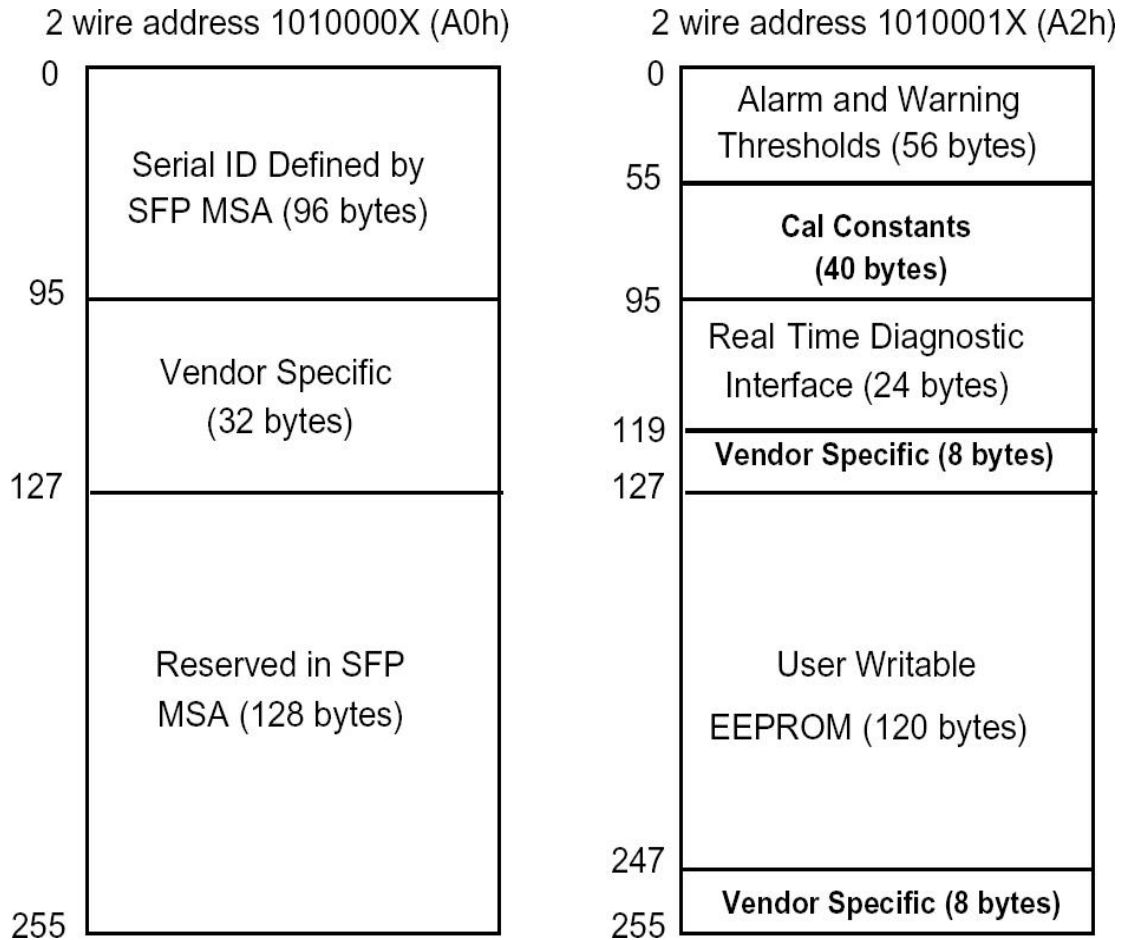 2 wire address 1010000X (A0h)
0
Serial ID Defined by
SFP MSA (96 bytes)
95
Vendor Specific
(32 bytes)
127
Reserved in SFP
MSA (128 bytes)
255
2 wire address 1010001X (A2h)
0
Alarm and Warning
Thresholds (56 bytes)
55
Cal Constants
(40 bytes)
95
Real Time Diagnostic
Interface (24 bytes)
119
Vendor Specific (8 bytes)
127
User Writable
EEPROM (120 bytes)
247
Vendor Specific (8 bytes)
255